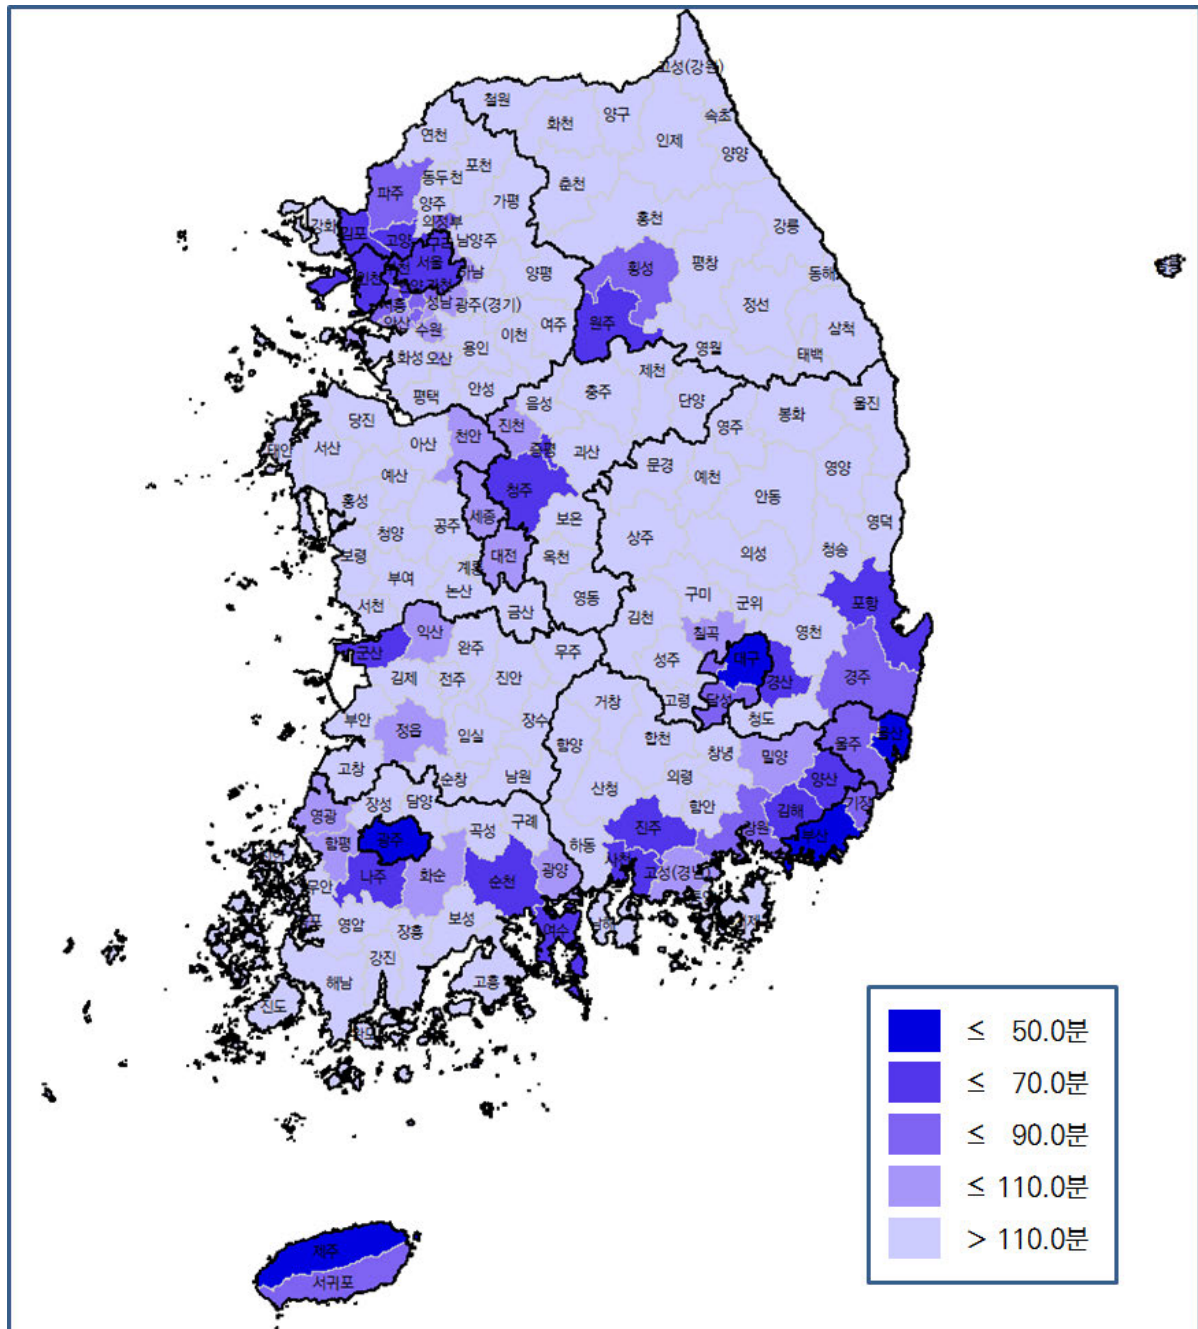 고성(강원)
철원
화천
양구
속초
인제
연천
양양
포천
동두천
춘천
파주
양주
가평
의정부
홍천
강화
김포
고양
구리
남양주
강릉
서울
하남
양평
횡성
평창
동해
인천
성남
광주(경기)
정선
안산
수원
이천
여주
원주
삼척
화성
오산
용인
영월
태백
제천
평택
안성
음성
충주
단양
봉화
울진
당진
진천
영주
서산
아산
천안
증평
괴산
태안
예산
문경
예천
영양
홍성
청주
안동
세종
보은
청양
공주
영덕
보령
대전
옥천
상주
의성
청송
계룡
부여
논산
영동
구미
군위
포항
서천
금산
김천
익산
칠곡
영천
군산
완주
무주
성주
대구
김제
전주
진안
경산
경주
거창
고령
달성
부안
정읍
임실
장수
청도
울산
함양
합천
창녕
밀양
울주
고창
순창
남원
산청
의령
양산
장성
담양
함안
김해
기장
영광
곡성
구례
진주
창원
부산
함평
광주
하동
사천
무안
나주
화순
순천
광양
고성(경남)
영암
장흥
보성
여수
남해
강진
해남
고흥
진도
제주
서귀포
≤ 50.0분
≤ 70.0분
≤ 90.0분
≤ 110.0분
> 110.0분